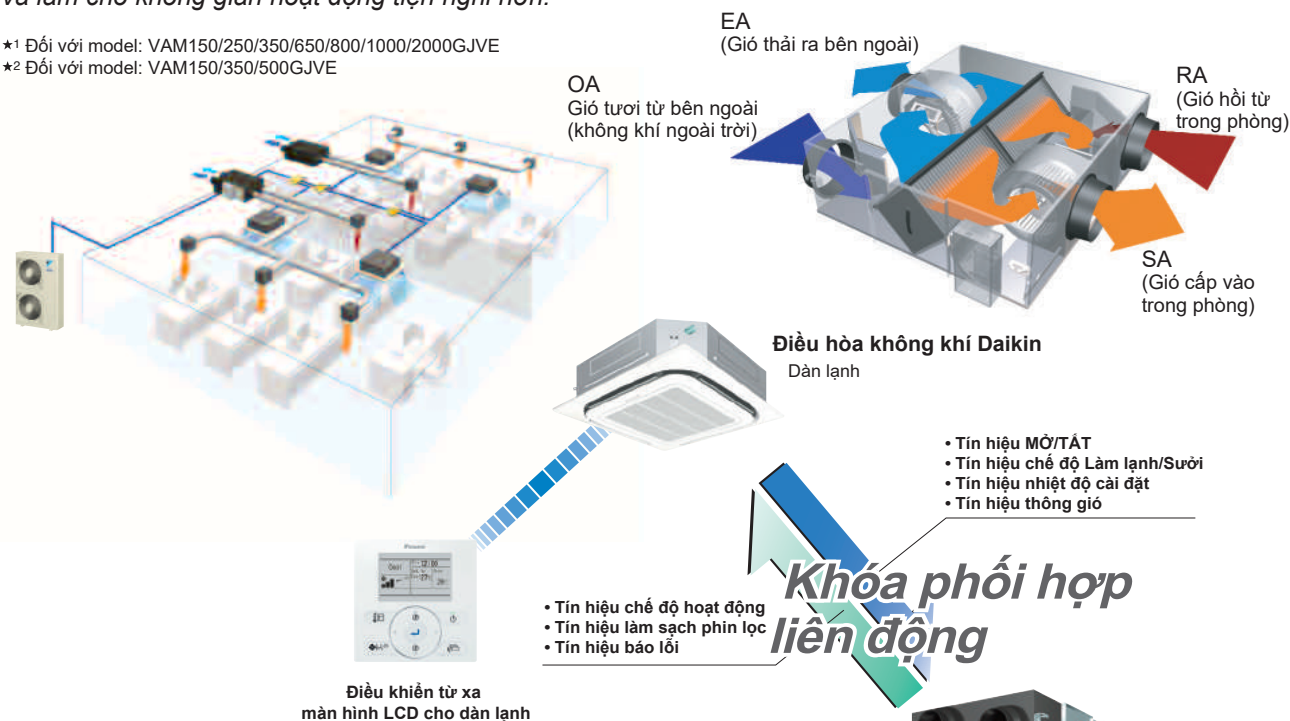 và làm cho không gian hoạt động tiện nghi hơn.
★1 Đối với model: VAM150/250/350/650/800/1000/2000GJVE
★2 Đối với model: VAM150/350/500GJVE
EA
(Gió thải ra bên ngoài)
OA
Gió tươi từ bên ngoài
(không khí ngoài trời)
RA
(Gió hồi từ
trong phòng)
SA
(Gió cấp vào
trong phòng)
Điều hòa không khí Daikin
Dàn lạnh
• Tín hiệu MỞ/TẮT
• Tín hiệu chế độ Làm lạnh/Sưởi
• Tín hiệu nhiệt độ cài đặt
• Tín hiệu thông gió
Khóa phối hợp
liên động
• Tín hiệu chế độ hoạt động
• Tín hiệu làm sạch phin lọc
• Tín hiệu báo lỗi
Cool
12:00
Điều khiển từ xa
màn hình LCD cho dàn lạnh